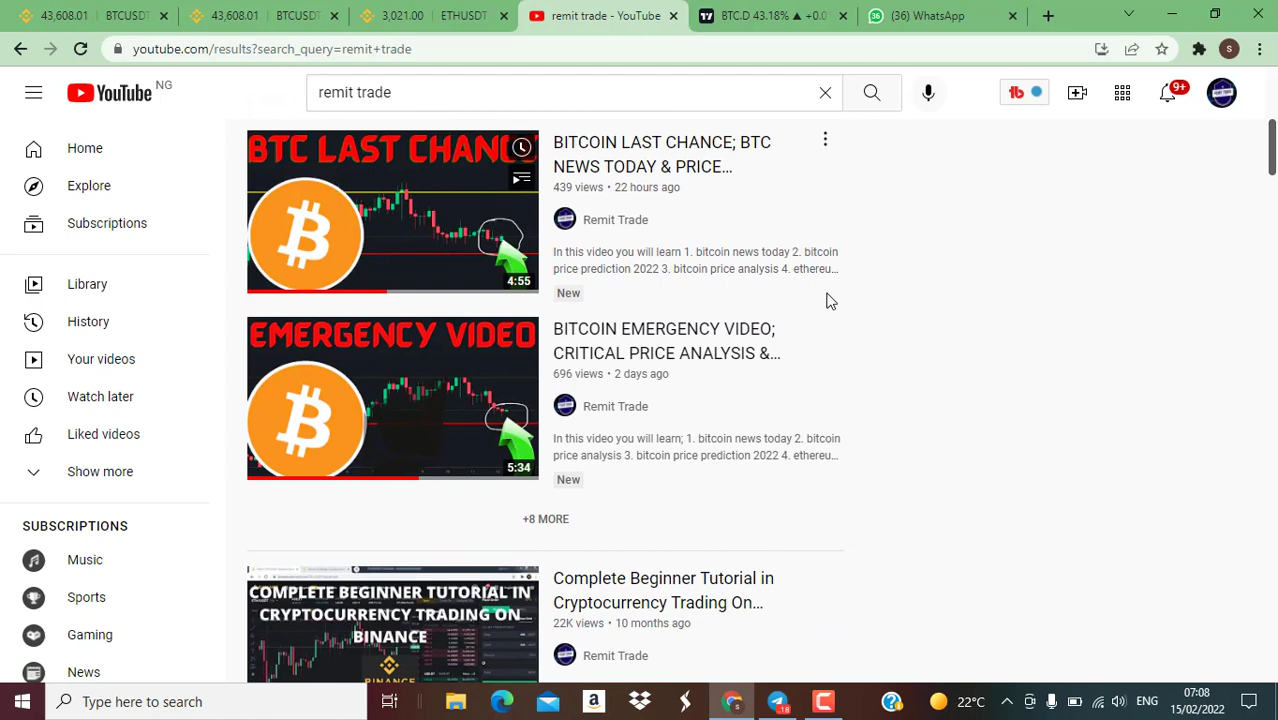 43,608.01 | BTCUSDT
43,608.01 | BTCUSDT
3,021.00 | ETHUSDT
remit trade - YouTube
BTC.D 43.18% ▲ +0.0
(36) WhatsApp
youtube.com/results?search_query=remit+trade
s
YouTube NG
remit trade
tb
9+
Home
Explore
Subscriptions
Library
History
Your videos
Watch later
Liked videos
Show more
SUBSCRIPTIONS
Music
Sports
Gaming
News
BTC LAST CHANCE
4:55
BITCOIN LAST CHANCE; BTC
NEWS TODAY & PRICE...
439 views • 22 hours ago
Remit Trade
In this video you will learn 1. bitcoin news today 2. bitcoin
price prediction 2022 3. bitcoin price analysis 4. ethereu...
New
EMERGENCY VIDEO
5:34
BITCOIN EMERGENCY VIDEO;
CRITICAL PRICE ANALYSIS &...
696 views • 2 days ago
Remit Trade
In this video you will learn; 1. bitcoin news today 2. bitcoin
price analysis 3. bitcoin price prediction 2022 4. ethereu...
New
+8 MORE
COMPLETE BEGINNER TUTORIAL IN
CRYPTOCURRENCY TRADING ON
BINANCE
BINANCE
Complete Beginner Tutorial in
Cryptocurrency Trading On...
22K views • 10 months ago
Remit Trade
Type here to search
18
22°C
ENG
07:08
15/02/2022